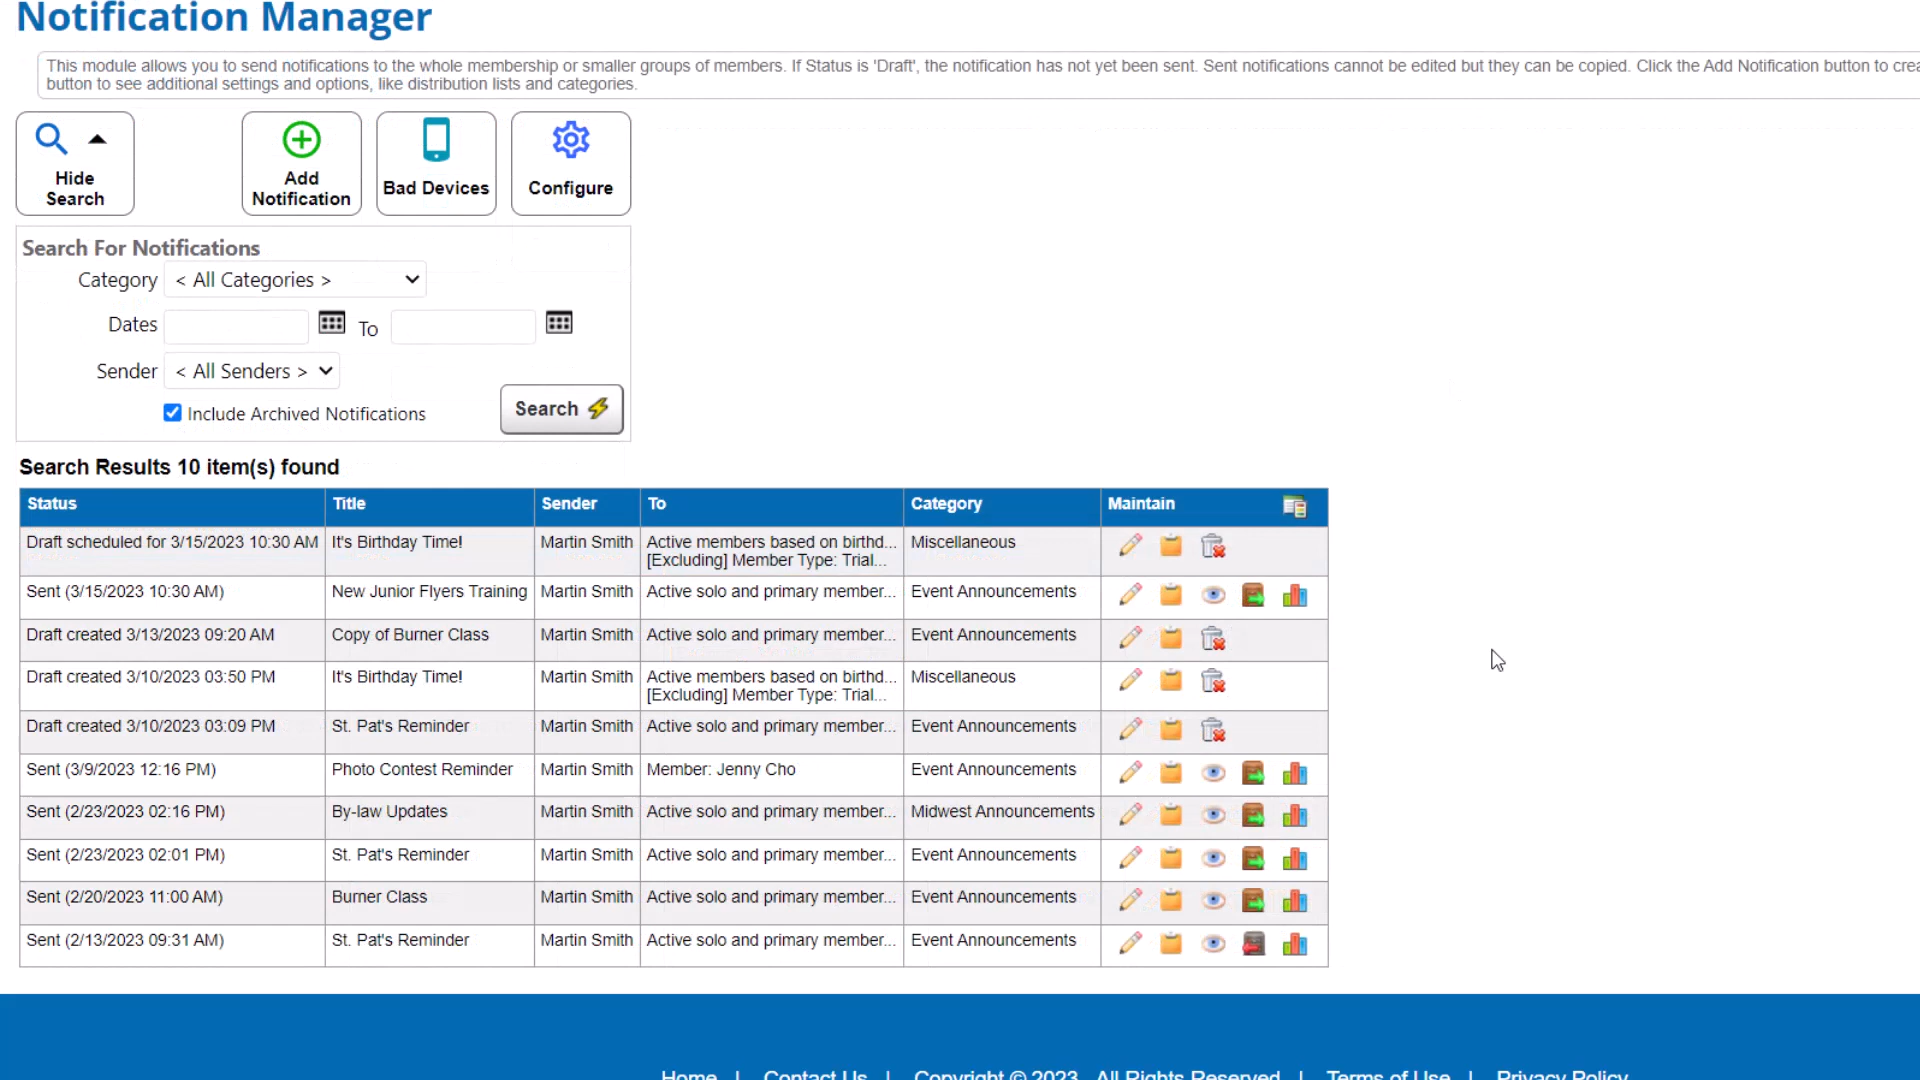 Notification Manager
This module allows you to send notifications to the whole membership or smaller groups of members. If Status is 'Draft', the notification has not yet been sent. Sent notifications cannot be edited but they can be copied. Click the Add Notification button to
button to see additional settings and options, like distribution lists and categories.
Hide
Search
Add
Notification
Bad Devices
Configure
Search For Notifications
Category < All Categories >
Dates To
Sender < All Senders >
Include Archived Notifications
Search
Search Results 10 item(s) found
Status Title Sender To Category Maintain
Draft scheduled for 3/15/2023 10:30 AM It's Birthday Time! Martin Smith Active members based on birthd... Miscellaneous
[Excluding] Member Type: Trial...
Sent (3/15/2023 10:30 AM) New Junior Flyers Training Martin Smith Active solo and primary member... Event Announcements
Draft created 3/13/2023 09:20 AM Copy of Burner Class Martin Smith Active solo and primary member... Event Announcements
Draft created 3/10/2023 03:50 PM It's Birthday Time! Martin Smith Active members based on birthd... Miscellaneous
[Excluding] Member Type: Trial...
Draft created 3/10/2023 03:09 PM St. Pat's Reminder Martin Smith Active solo and primary member... Event Announcements
Sent (3/9/2023 12:16 PM) Photo Contest Reminder Martin Smith Member: Jenny Cho Event Announcements
Sent (2/23/2023 02:16 PM) By-law Updates Martin Smith Active solo and primary member... Midwest Announcements
Sent (2/23/2023 02:01 PM) St. Pat's Reminder Martin Smith Active solo and primary member... Event Announcements
Sent (2/20/2023 11:00 AM) Burner Class Martin Smith Active solo and primary member... Event Announcements
Sent (2/13/2023 09:31 AM) St. Pat's Reminder Martin Smith Active solo and primary member... Event Announcements
Home | Contact Us | Copyright © 2023 All Rights Reserved | Terms of Use | Privacy Policy